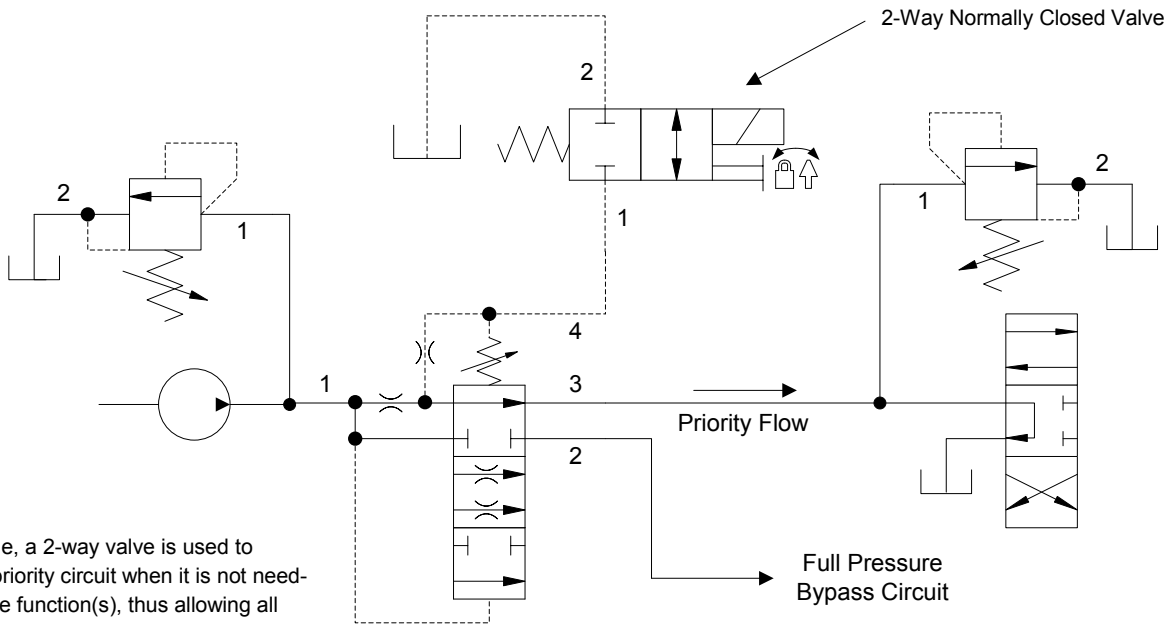 2-Way Normally Closed Valve
2
2
1
1
2
1
4
1
3
Priority Flow
2
e, a 2-way valve is used to
priority circuit when it is not need-
e function(s), thus allowing all
Full Pressure
Bypass Circuit